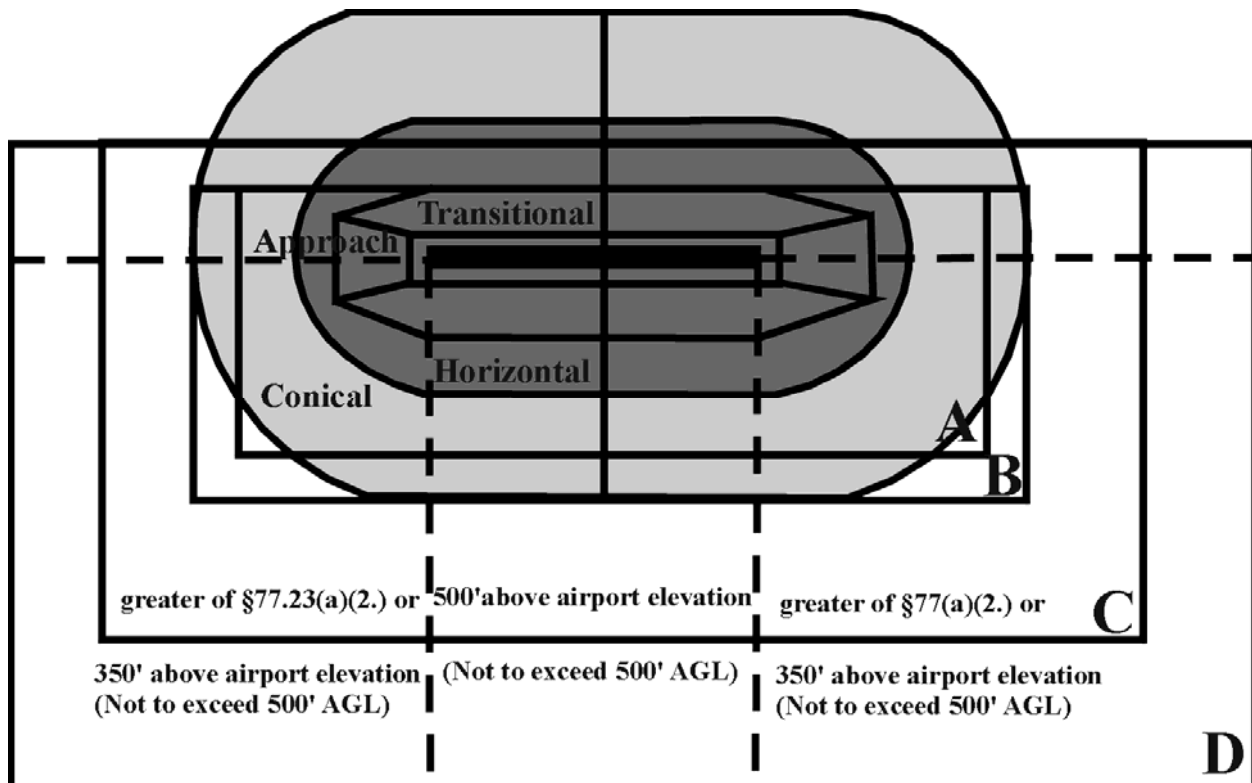 Transitional
Approach
Horizontal
Conical
A
B
greater of §77.23(a)(2.) or
500'above airport elevation
greater of §77(a)(2.) or
C
350' above airport elevation
(Not to exceed 500' AGL)
(Not to exceed 500' AGL)
350' above airport elevation
(Not to exceed 500' AGL)
D